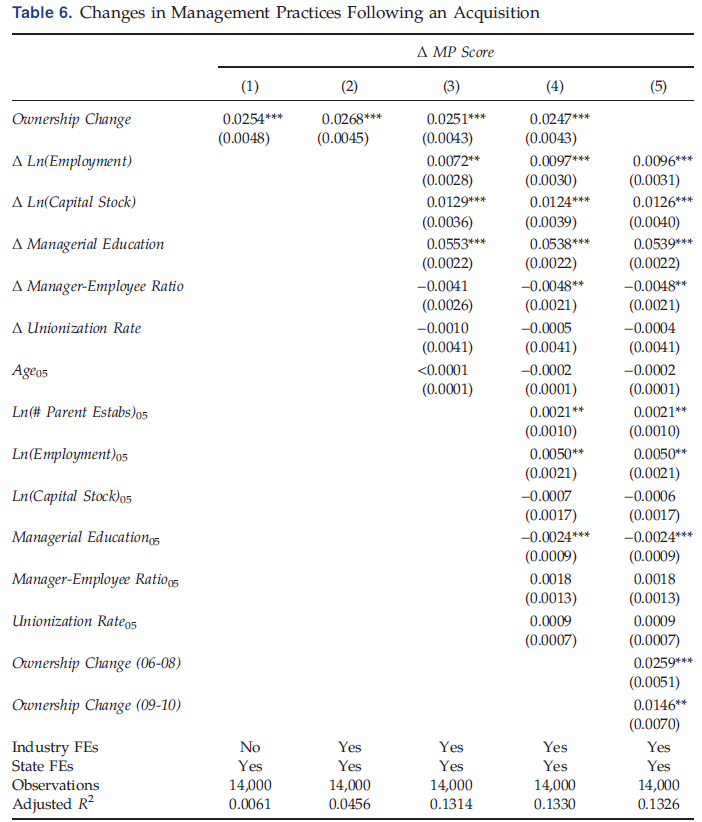 Table 6. Changes in Management Practices Following an Acquisition
Δ MP Score
(1) (2) (3) (4) (5)
Ownership Change 0.0254*** 0.0268*** 0.0251*** 0.0247***
(0.0048) (0.0045) (0.0043) (0.0043)
Δ Ln(Employment) 0.0072** 0.0097*** 0.0096***
(0.0028) (0.0030) (0.0031)
Δ Ln(Capital Stock) 0.0129*** 0.0124*** 0.0126***
(0.0036) (0.0039) (0.0040)
Δ Managerial Education 0.0553*** 0.0538*** 0.0539***
(0.0022) (0.0022) (0.0022)
Δ Manager-Employee Ratio −0.0041 −0.0048** −0.0048**
(0.0026) (0.0021) (0.0021)
Δ Unionization Rate −0.0010 −0.0005 −0.0004
(0.0041) (0.0041) (0.0041)
Age05 <0.0001 −0.0002 −0.0002
(0.0001) (0.0001) (0.0001)
Ln(# Parent Estabs)05 0.0021** 0.0021**
(0.0010) (0.0010)
Ln(Employment)05 0.0050** 0.0050**
(0.0021) (0.0021)
Ln(Capital Stock)05 −0.0007 −0.0006
(0.0017) (0.0017)
Managerial Education05 −0.0024*** −0.0024***
(0.0009) (0.0009)
Manager-Employee Ratio05 0.0018 0.0018
(0.0013) (0.0013)
Unionization Rate05 0.0009 0.0009
(0.0007) (0.0007)
Ownership Change (06-08) 0.0259***
(0.0051)
Ownership Change (09-10) 0.0146**
(0.0070)
Industry FEs No Yes Yes Yes Yes
State FEs Yes Yes Yes Yes Yes
Observations 14,000 14,000 14,000 14,000 14,000
Adjusted R² 0.0061 0.0456 0.1314 0.1330 0.1326